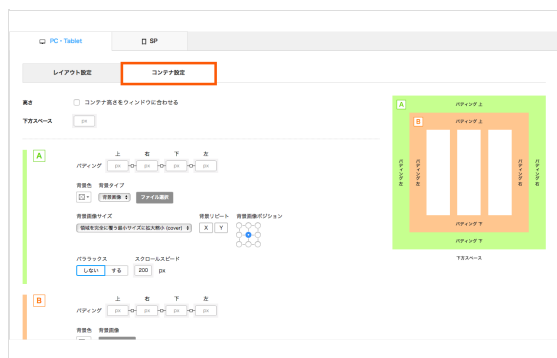 PC・Tablet
SP
レイアウト設定
コンテナ設定
高さ
コンテナ高さをウィンドウに合わせる
下方スペース
px
A
上 右 下 左
パディング px px px px
背景色 背景タイプ
背景画像
ファイル選択
背景画像サイズ 背景リピート 背景画像ポジション
領域を完全に覆う最小サイズに拡大縮小 (cover)
X Y
パララックス スクロールスピード
しない する 200 px
B
上 右 下 左
パディング px px px px
背景色 背景画像
A
パディング 上
B
パディング 上
パディング 左
パディング 左
パディング 右
パディング 右
パディング 下
パディング 下
下方スペース